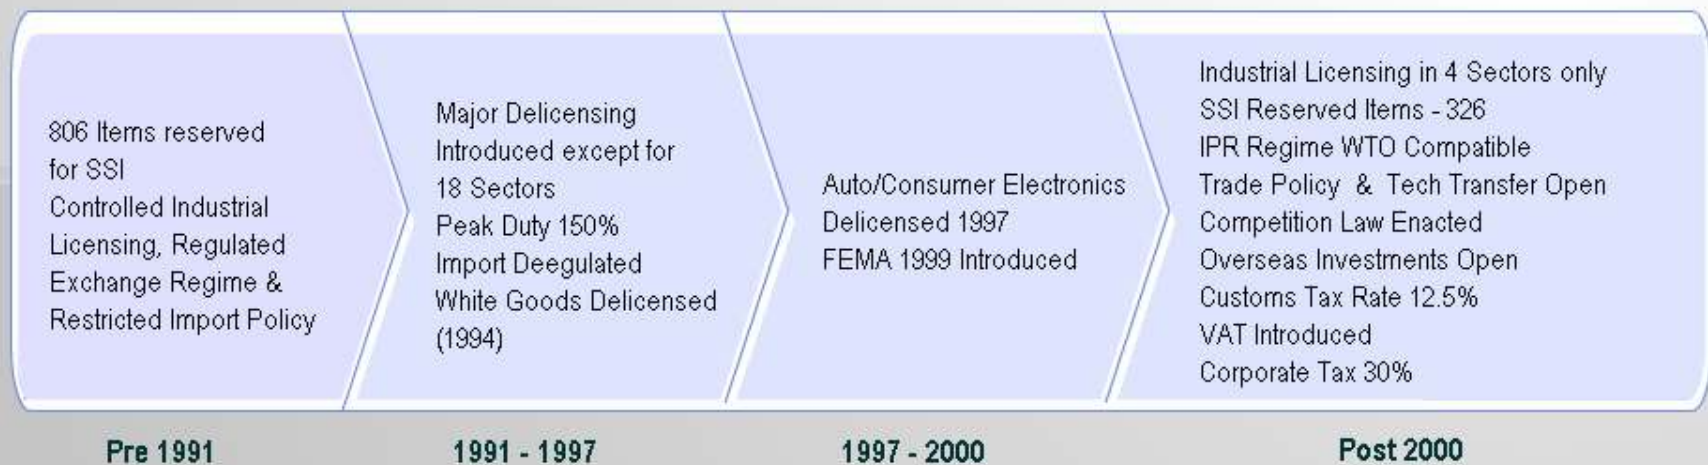 806 Items reserved
for SSI
Controlled Industrial
Licensing, Regulated
Exchange Regime &
Restricted Import Policy
Major Delicensing
Introduced except for
18 Sectors
Peak Duty 150%
Import Deegulated
White Goods Delicensed
(1994)
Auto/Consumer Electronics
Delicensed 1997
FEMA 1999 Introduced
Industrial Licensing in 4 Sectors only
SSI Reserved Items - 326
IPR Regime WTO Compatible
Trade Policy & Tech Transfer Open
Competition Law Enacted
Overseas Investments Open
Customs Tax Rate 12.5%
VAT Introduced
Corporate Tax 30%
Pre 1991
1991 - 1997
1997 - 2000
Post 2000